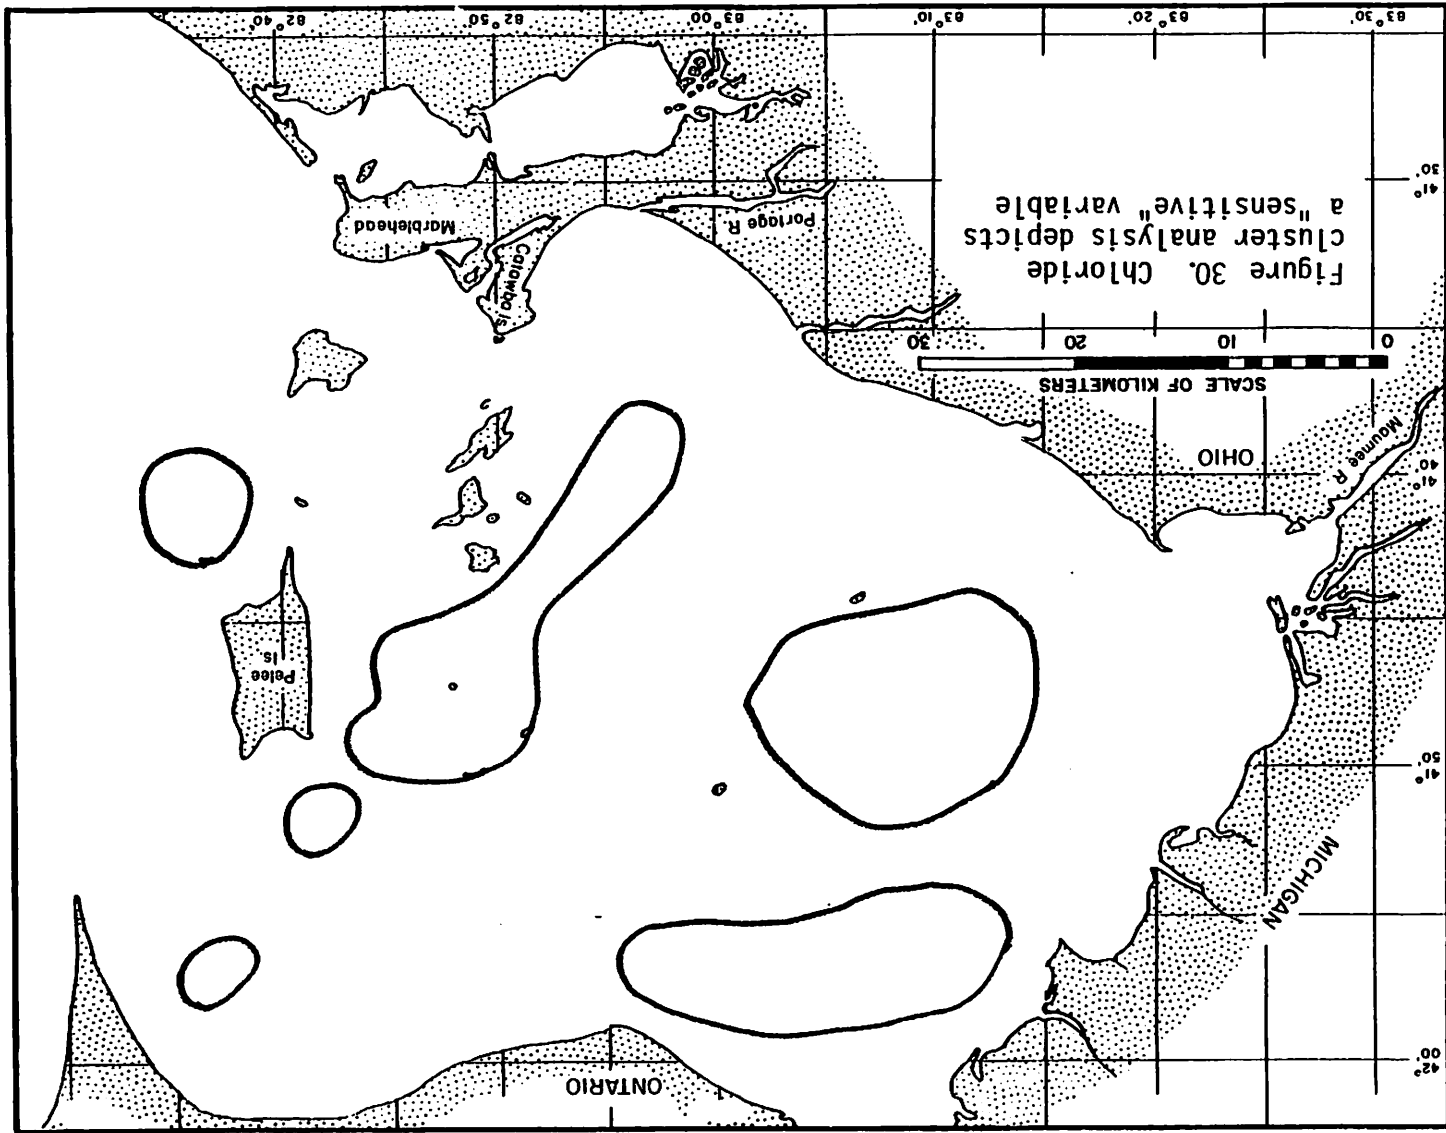 ONTARIO
42° 00'
MICHIGAN
41° 50'
Pelee
Is.
41° 40'
Maumee R.
OHIO
SCALE OF KILOMETERS
0 10 20 30
Figure 30. Chloride
cluster analysis depicts
a "sensitive" variable
Catawba Is.
Portage R.
Marblehead
41° 30'
83° 30' 83° 20' 83° 10' 83° 00' 82° 50' 82° 40'